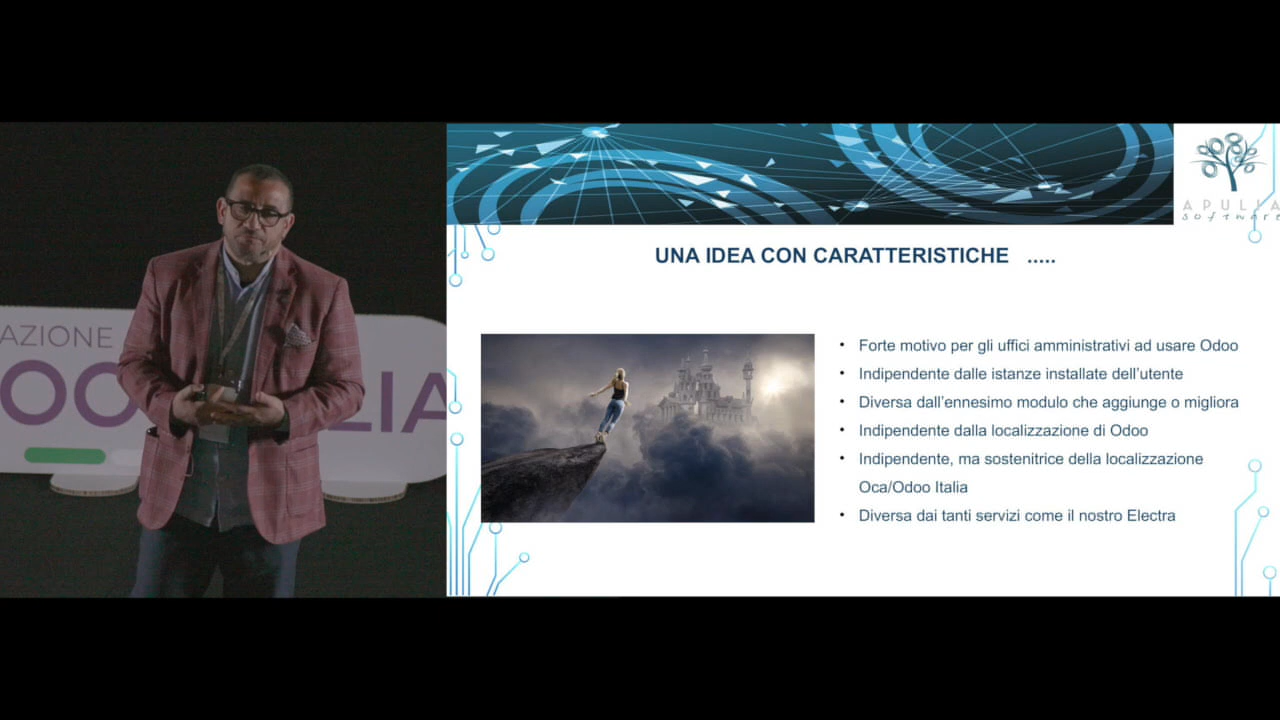 AZIONE
OO
LIA
APULIA
software
UNA IDEA CON CARATTERISTICHE .....
• Forte motivo per gli uffici amministrativi ad usare Odoo
• Indipendente dalle istanze installate dell'utente
• Diversa dall'ennesimo modulo che aggiunge o migliora
• Indipendente dalla localizzazione di Odoo
• Indipendente, ma sostenitrice della localizzazione
Oca/Odoo Italia
• Diversa dai tanti servizi come il nostro Electra